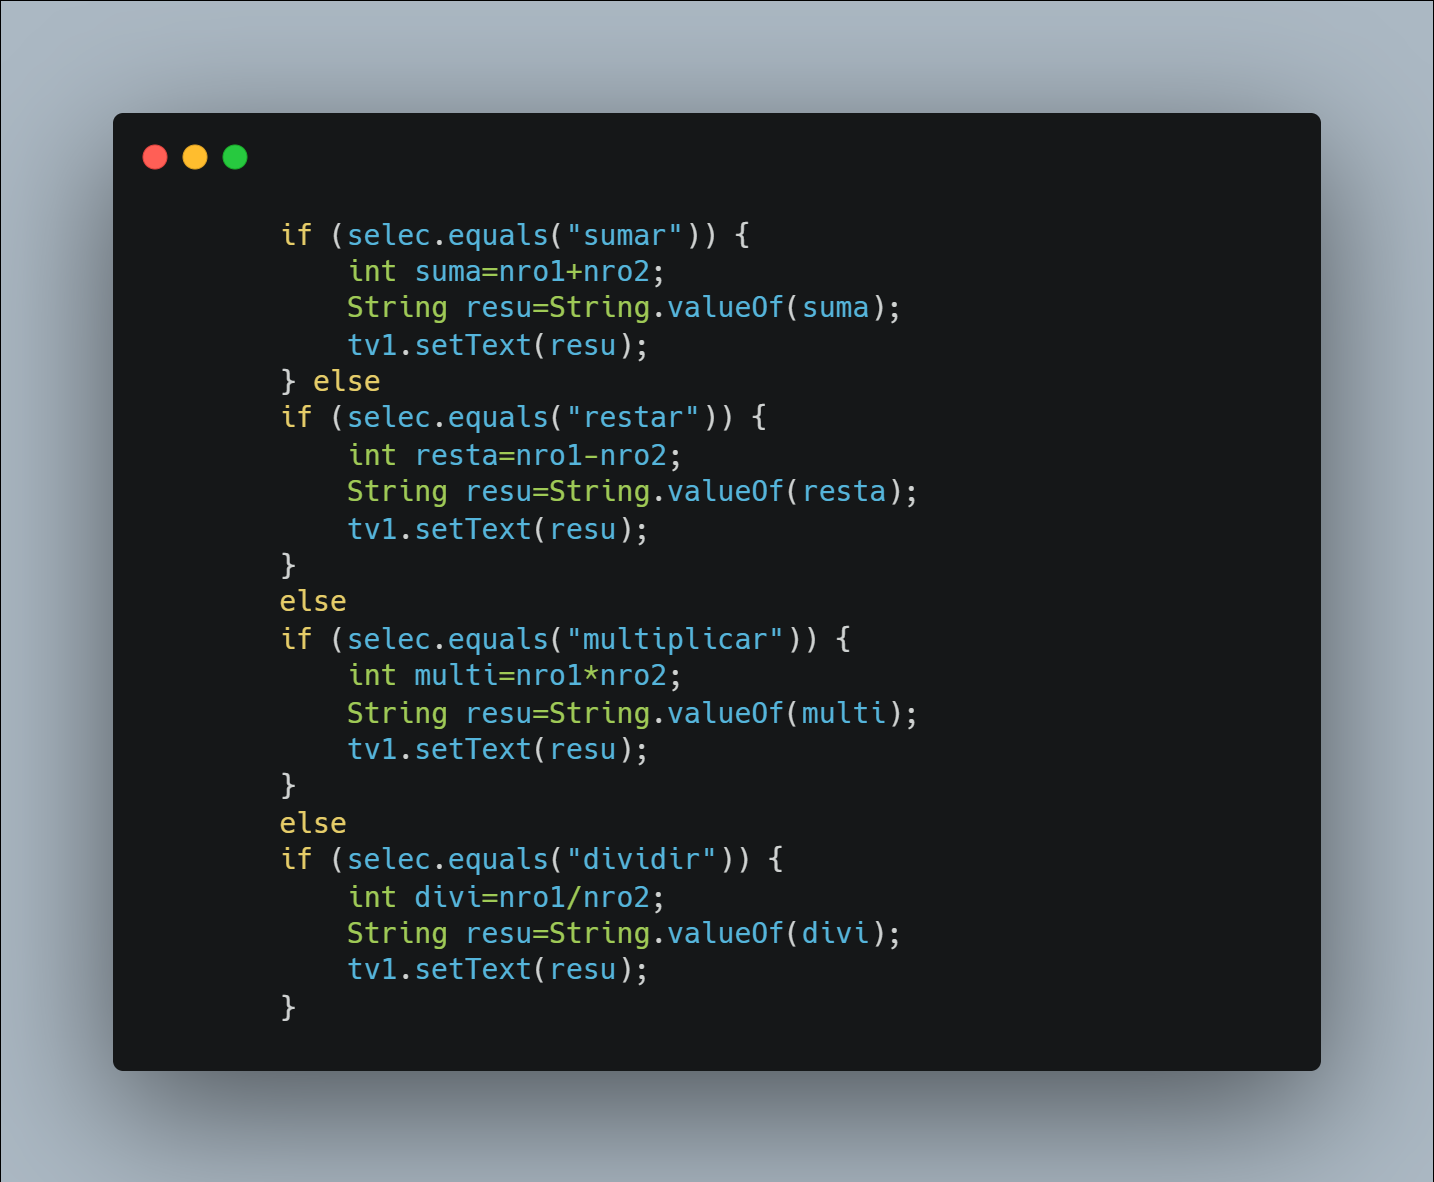 if (selec.equals("sumar")) {
    int suma=nro1+nro2;
    String resu=String.valueOf(suma);
    tv1.setText(resu);
} else
if (selec.equals("restar")) {
    int resta=nro1-nro2;
    String resu=String.valueOf(resta);
    tv1.setText(resu);
}
else
if (selec.equals("multiplicar")) {
    int multi=nro1*nro2;
    String resu=String.valueOf(multi);
    tv1.setText(resu);
}
else
if (selec.equals("dividir")) {
    int divi=nro1/nro2;
    String resu=String.valueOf(divi);
    tv1.setText(resu);
}